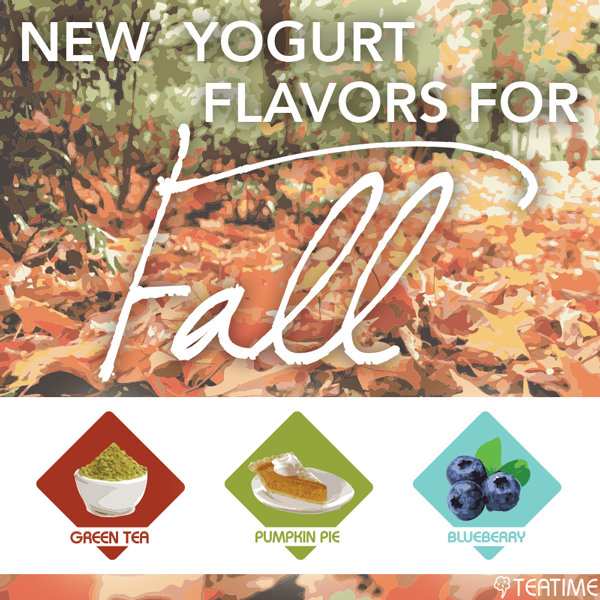 NEW YOGURT
FLAVORS FOR
Fall
GREEN TEA
PUMPKIN PIE
BLUEBERRY
TEATIME